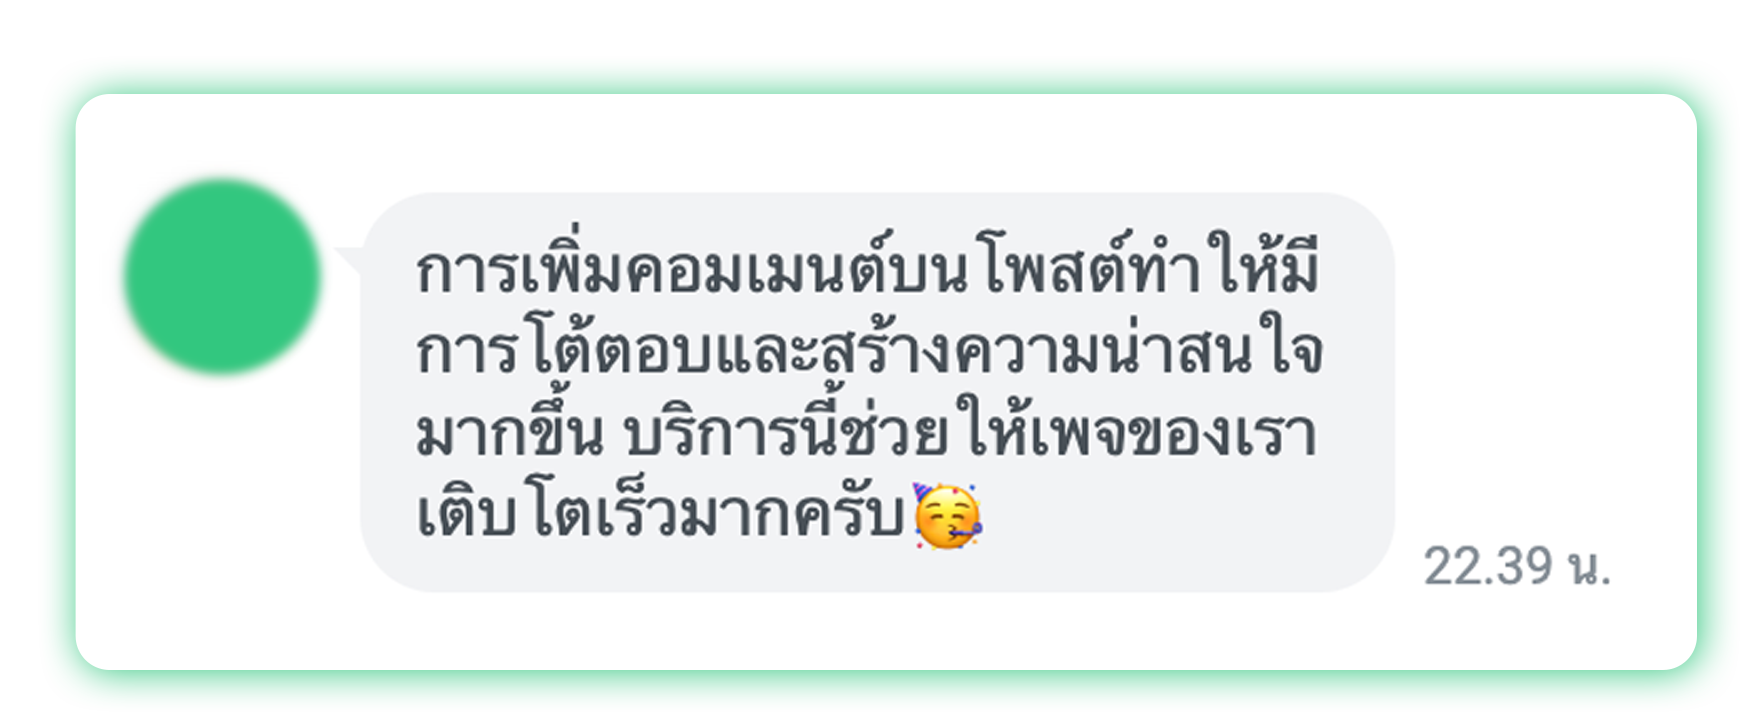 การเพิ่มคอมเมนต์บนโพสต์ทำให้มี
การโต้ตอบและสร้างความน่าสนใจ
มากขึ้น บริการนี้ช่วยให้เพจของเรา
เติบโตเร็วมากครับ🥳
22.39 น.